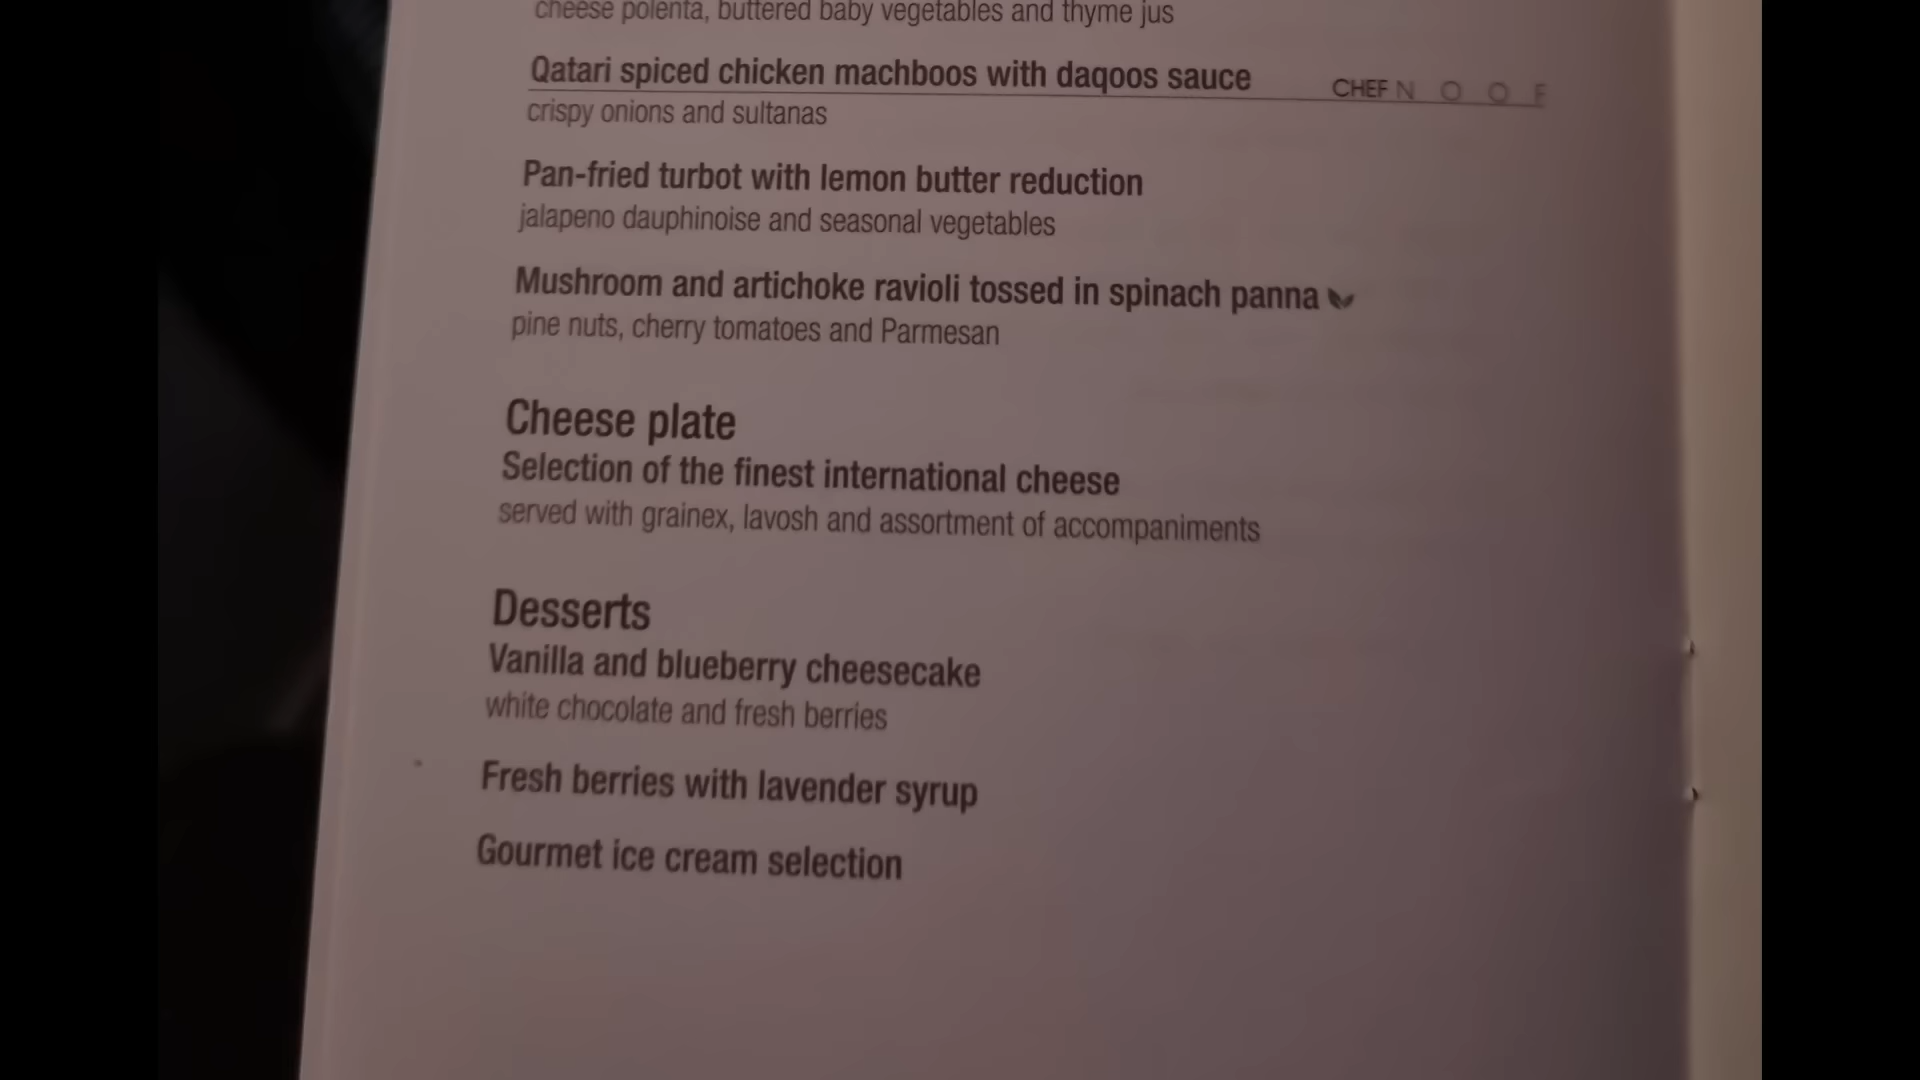 cheese polenta, buttered baby vegetables and thyme jus
Qatari spiced chicken machboos with daqoos sauce CHEF N O O F
crispy onions and sultanas
Pan-fried turbot with lemon butter reduction
jalapeno dauphinoise and seasonal vegetables
Mushroom and artichoke ravioli tossed in spinach panna
pine nuts, cherry tomatoes and Parmesan
Cheese plate
Selection of the finest international cheese
served with grainex, lavosh and assortment of accompaniments
Desserts
Vanilla and blueberry cheesecake
white chocolate and fresh berries
Fresh berries with lavender syrup
Gourmet ice cream selection